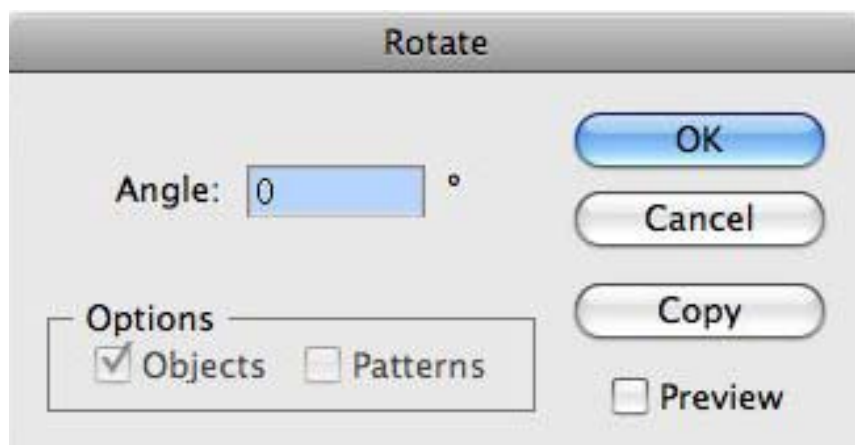 Rotate
Angle: 0 °
OK
Cancel
Copy
Options
Objects Patterns
Preview